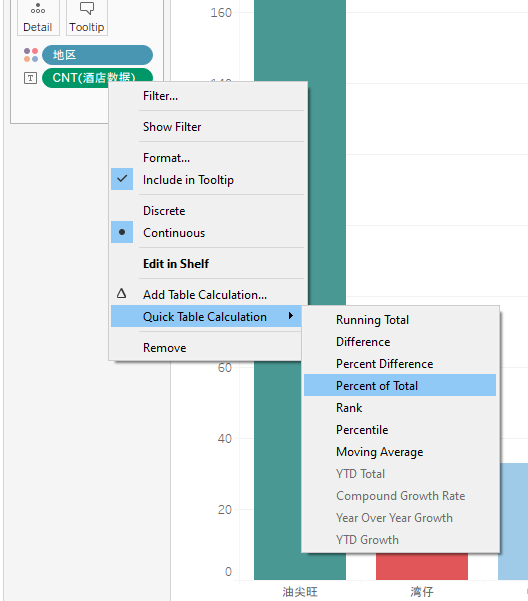 Detail
Tooltip
地区
CNT(酒店数据)
Filter...
Show Filter
Format...
Include in Tooltip
Discrete
Continuous
Edit in Shelf
Add Table Calculation...
Quick Table Calculation
Remove
Running Total
Difference
Percent Difference
Percent of Total
Rank
Percentile
Moving Average
YTD Total
Compound Growth Rate
Year Over Year Growth
YTD Growth
160
60
40
20
0
油尖旺
湾仔